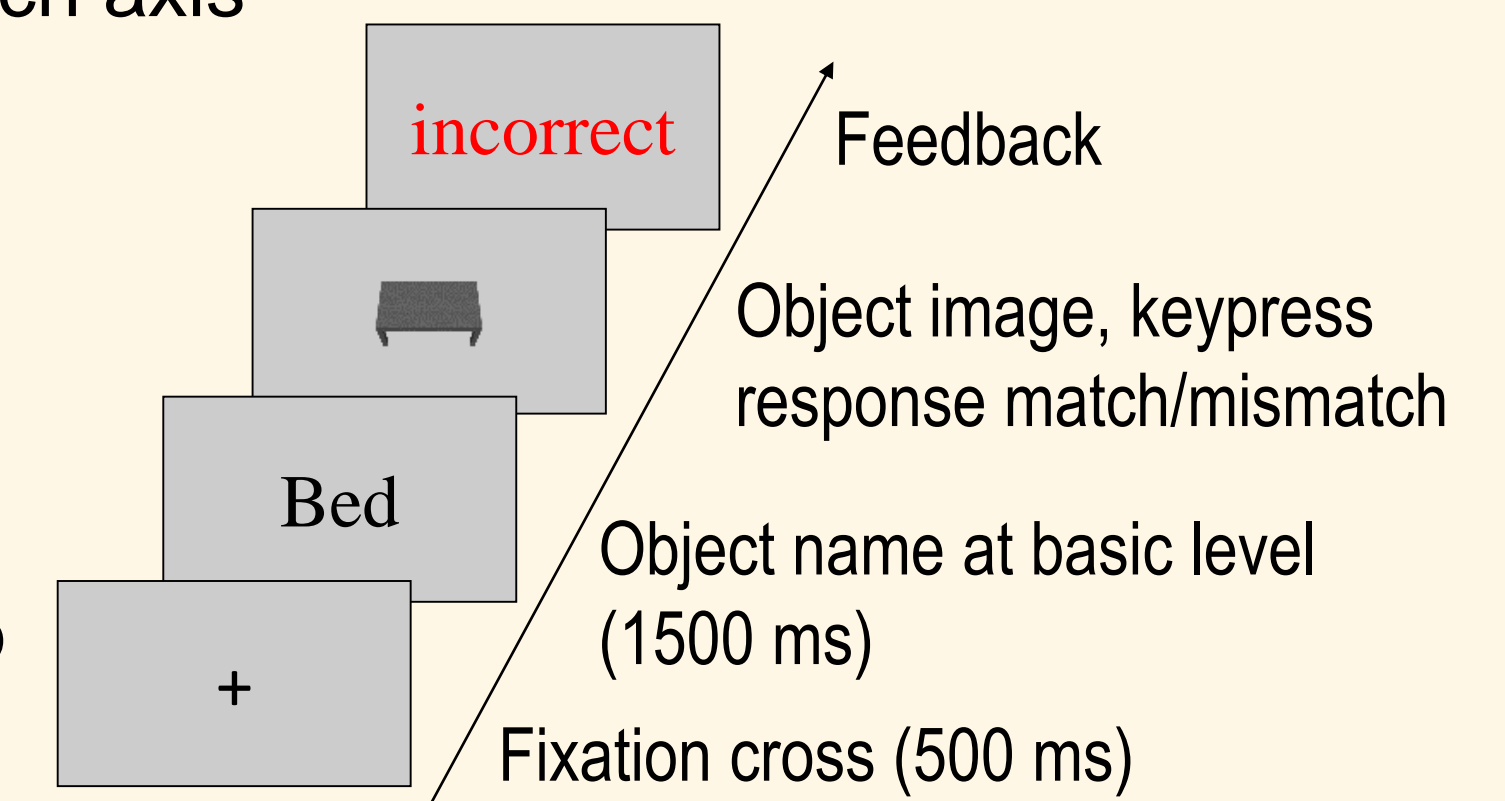 axis
incorrect
Feedback
Object image, keypress
response match/mismatch
Bed
Object name at basic level
(1500 ms)
+
Fixation cross (500 ms)